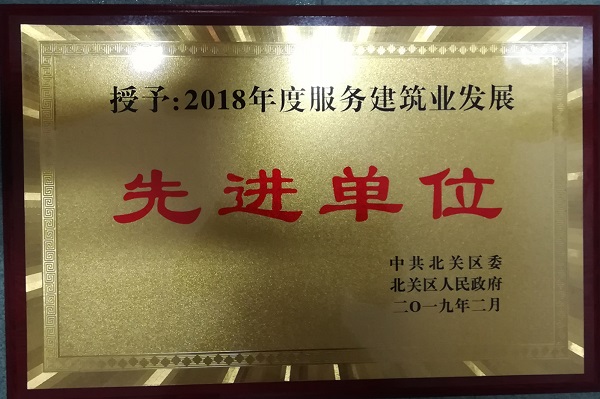 授予:2018年度服务建筑业发展
先进单位
中共北关区委
北关区人民政府
二〇一九年二月